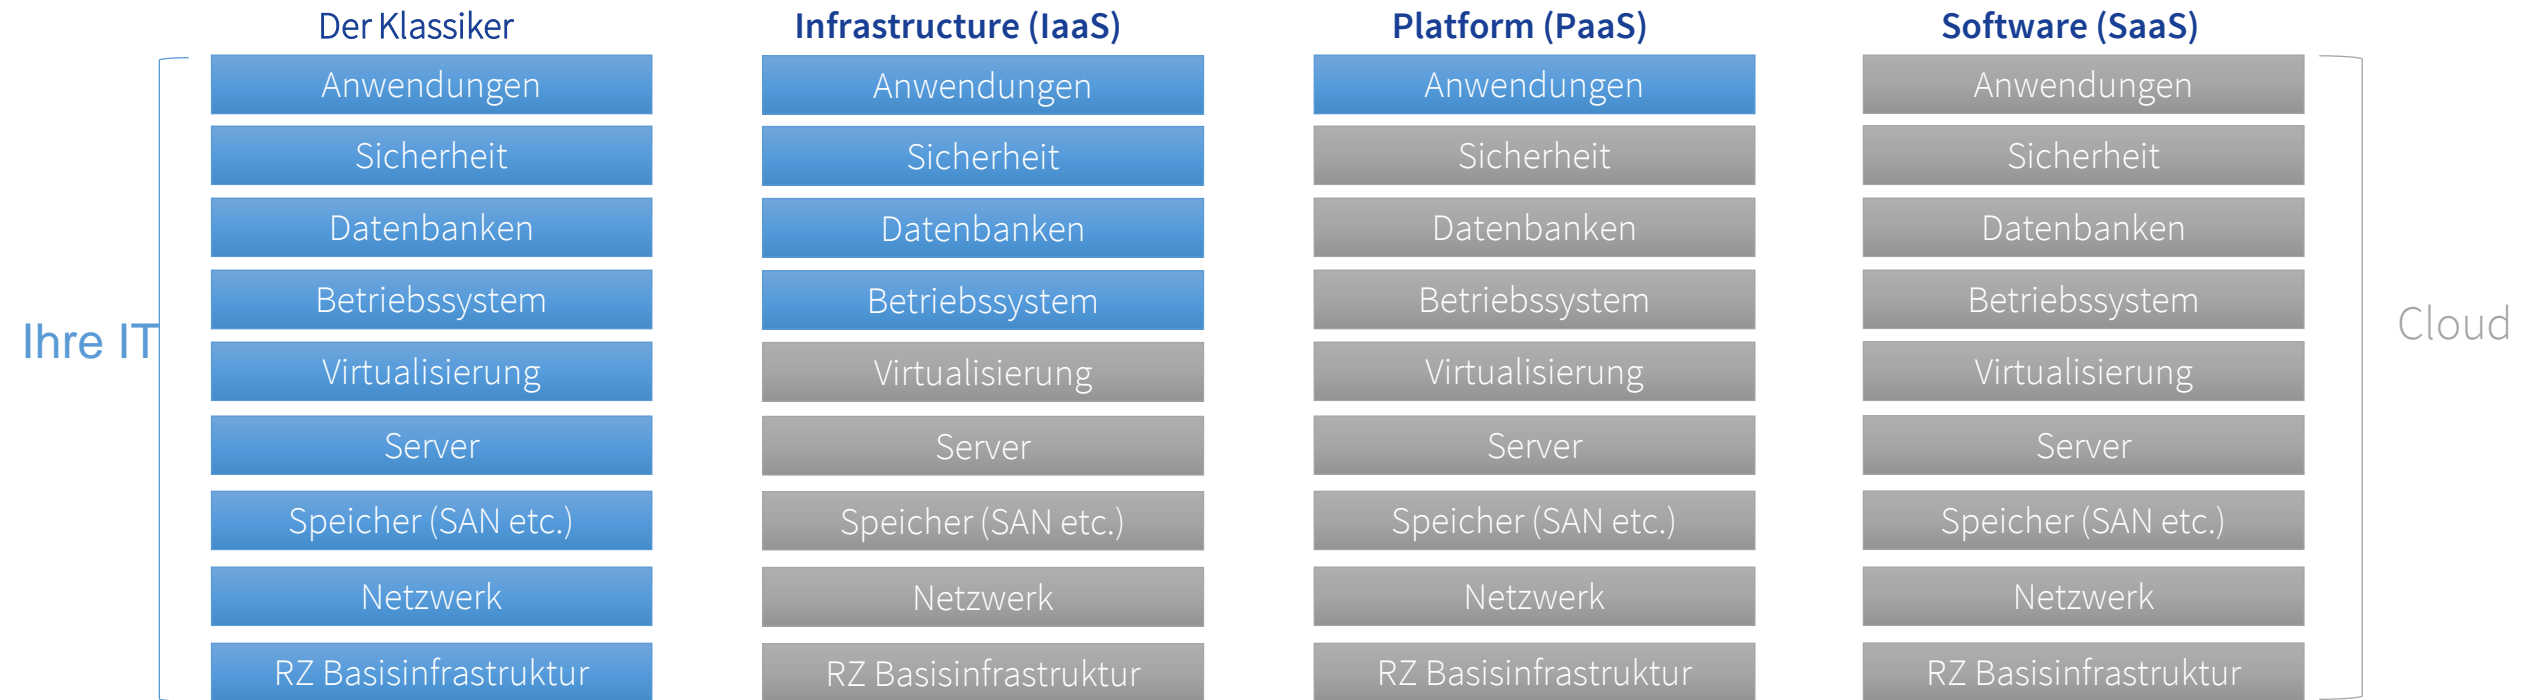 Der Klassiker
Infrastructure (IaaS)
Platform (PaaS)
Software (SaaS)
Ihre IT
Anwendungen
Sicherheit
Datenbanken
Betriebssystem
Virtualisierung
Server
Speicher (SAN etc.)
Netzwerk
RZ Basisinfrastruktur
Anwendungen
Sicherheit
Datenbanken
Betriebssystem
Virtualisierung
Server
Speicher (SAN etc.)
Netzwerk
RZ Basisinfrastruktur
Anwendungen
Sicherheit
Datenbanken
Betriebssystem
Virtualisierung
Server
Speicher (SAN etc.)
Netzwerk
RZ Basisinfrastruktur
Anwendungen
Sicherheit
Datenbanken
Betriebssystem
Virtualisierung
Server
Speicher (SAN etc.)
Netzwerk
RZ Basisinfrastruktur
Cloud